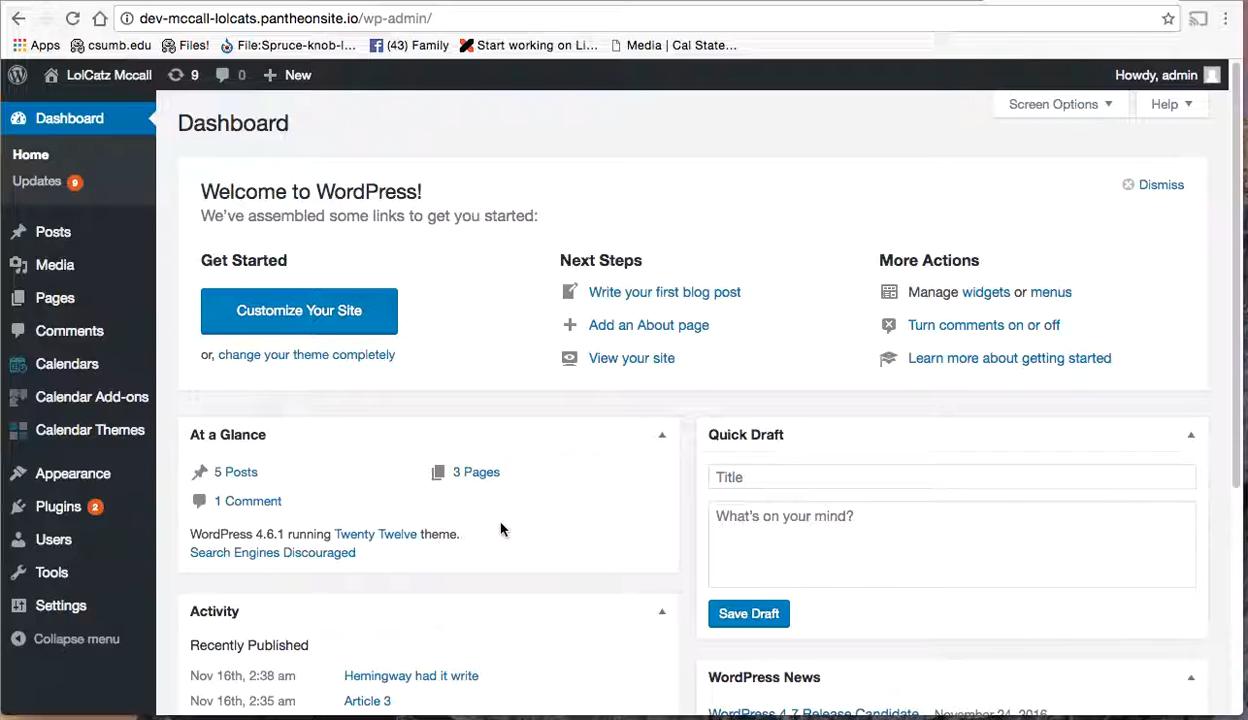 dev-mccall-lolcats.pantheonsite.io/wp-admin/
Apps csumb.edu Files! File:Spruce-knob-l... (43) Family Start working on Li... Media | Cal State...
LolCatz Mccall 9 0 New Howdy, admin
Screen Options Help
Dashboard
Home
Updates 9
Posts
Media
Pages
Comments
Calendars
Calendar Add-ons
Calendar Themes
Appearance
Plugins 2
Users
Tools
Settings
Collapse menu
Dashboard
Welcome to WordPress!
Dismiss
We've assembled some links to get you started:
Get Started
Customize Your Site
or, change your theme completely
Next Steps
Write your first blog post
Add an About page
View your site
More Actions
Manage widgets or menus
Turn comments on or off
Learn more about getting started
At a Glance
5 Posts 3 Pages
1 Comment
WordPress 4.6.1 running Twenty Twelve theme.
Search Engines Discouraged
Activity
Recently Published
Nov 16th, 2:38 am Hemingway had it write
Nov 16th, 2:35 am Article 3
Quick Draft
Title
What's on your mind?
Save Draft
WordPress News
WordPress 4.7 Release Candidate November 24, 2016